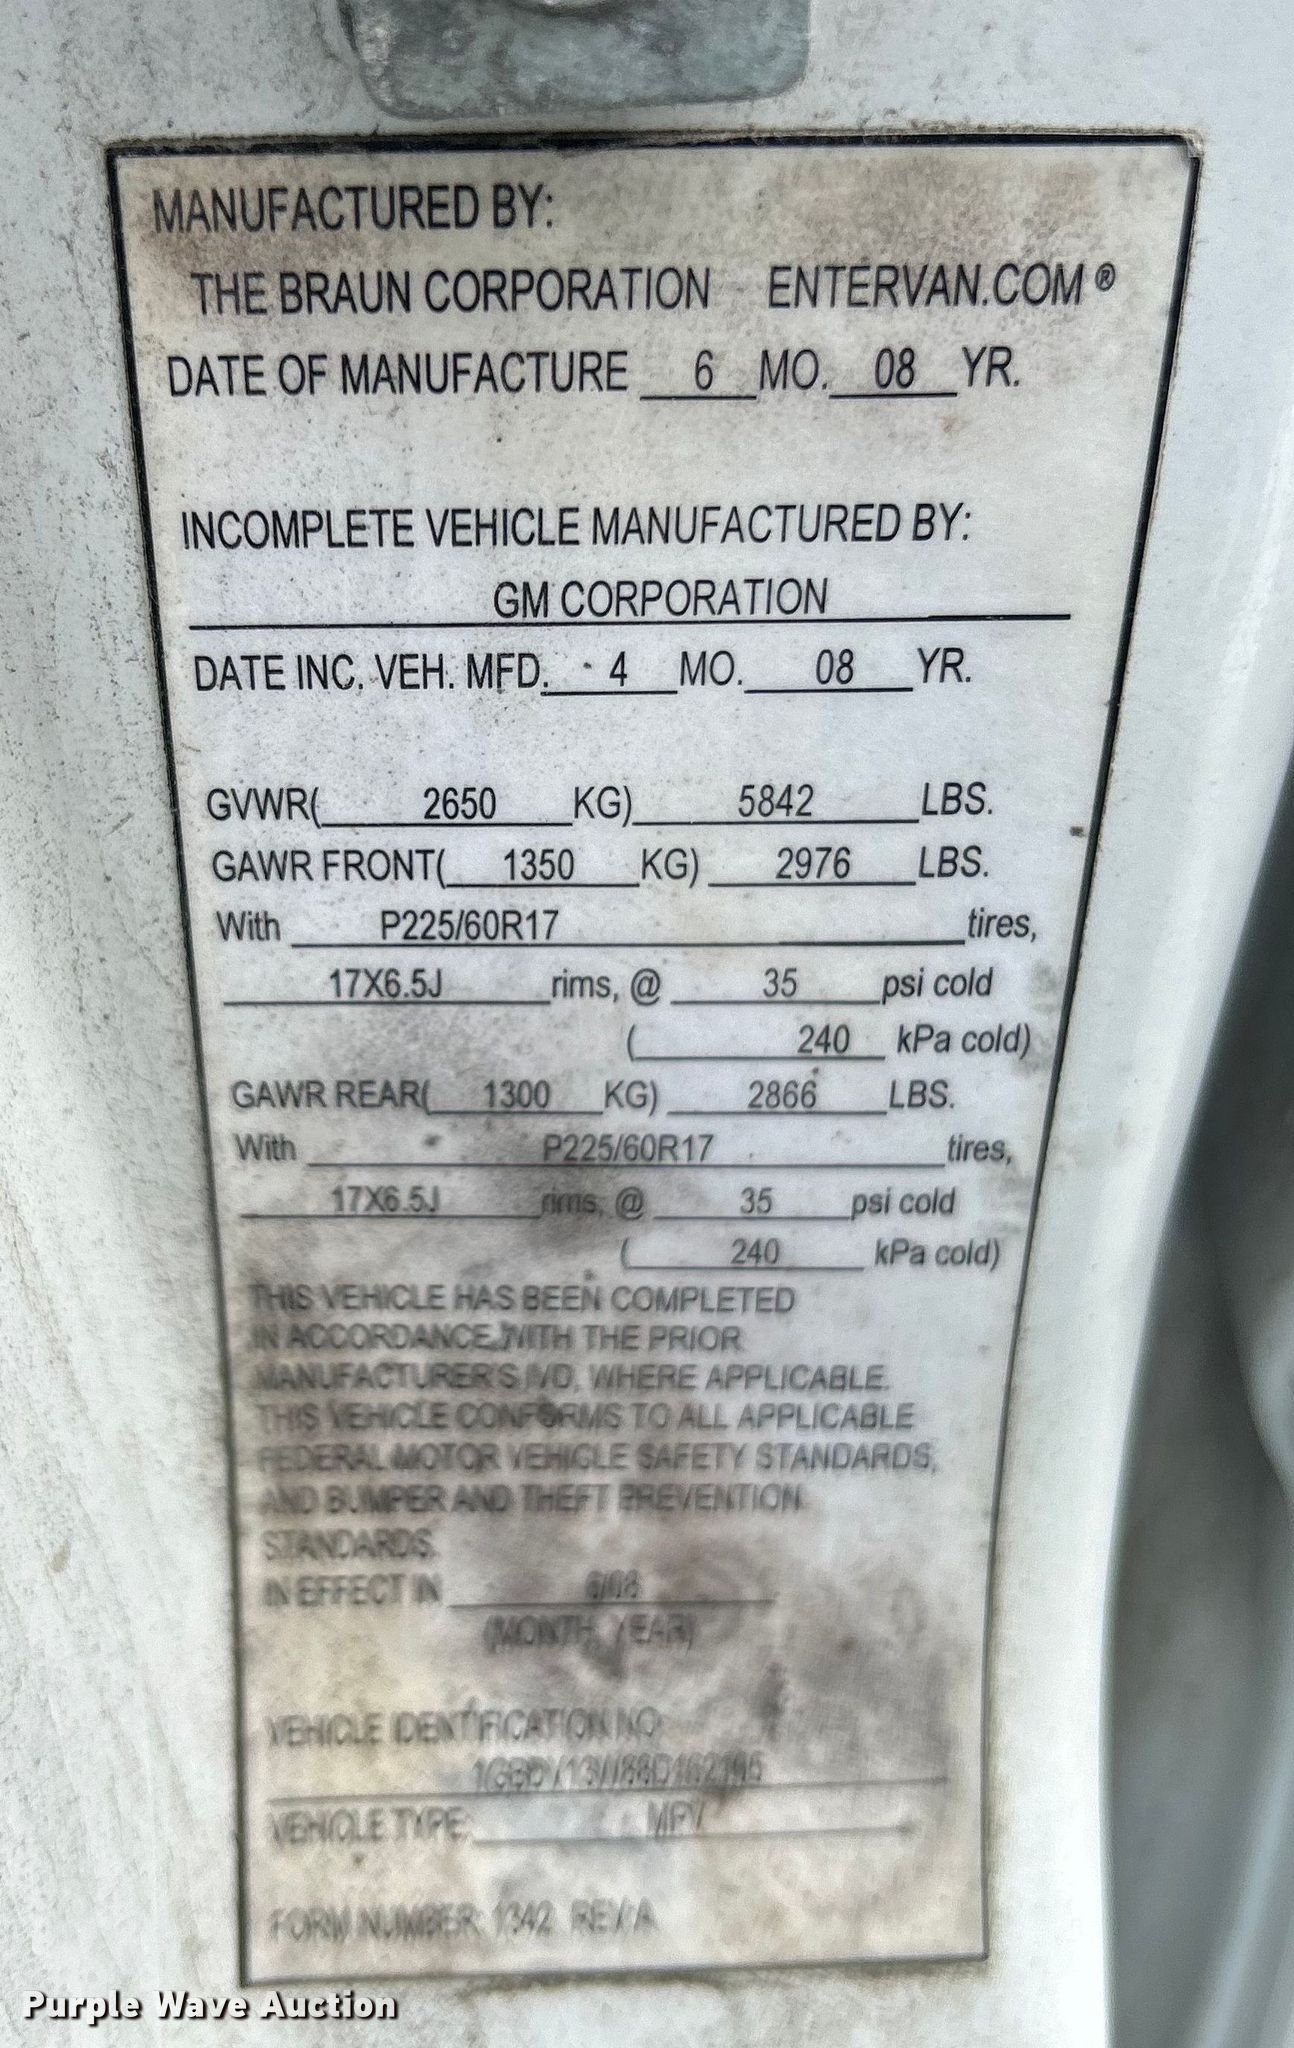 MANUFACTURED BY:
THE BRAUN CORPORATION ENTERVAN.COM®
DATE OF MANUFACTURE 6 MO. 08 YR.
INCOMPLETE VEHICLE MANUFACTURED BY:
GM CORPORATION
DATE INC. VEH. MFD. 4 MO. 08 YR.
GVWR( 2650 KG) 5842 LBS.
GAWR FRONT( 1350 KG) 2976 LBS.
With P225/60R17 tires,
17X6.5J rims, @ 35 psi cold
( 240 kPa cold)
GAWR REAR( 1300 KG) 2866 LBS.
With P225/60R17 tires,
17X6.5J rims, @ 35 psi cold
( 240 kPa cold)
THIS VEHICLE HAS BEEN COMPLETED
IN ACCORDANCE WITH THE PRIOR
MANUFACTURER'S IVD, WHERE APPLICABLE.
THIS VEHICLE CONFORMS TO ALL APPLICABLE
FEDERAL MOTOR VEHICLE SAFETY STANDARDS,
AND BUMPER AND THEFT PREVENTION
STANDARDS.
IN EFFECT IN 6/08
(MONTH, YEAR)
VEHICLE IDENTIFICATION NO.
VEHICLE TYPE: MPV
FORM NUMBER: 1342 REV A
Purple Wave Auction